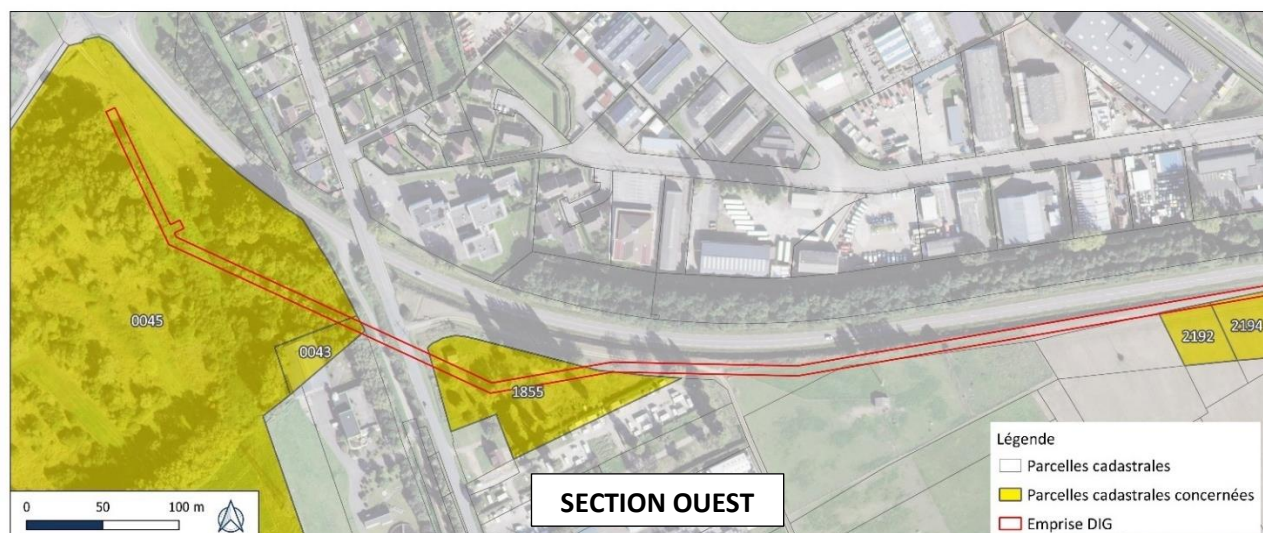 0045
0043
1855
2192
2194
0 50 100 m
SECTION OUEST
Légende
Parcelles cadastrales
Parcelles cadastrales concernées
Emprise DIG